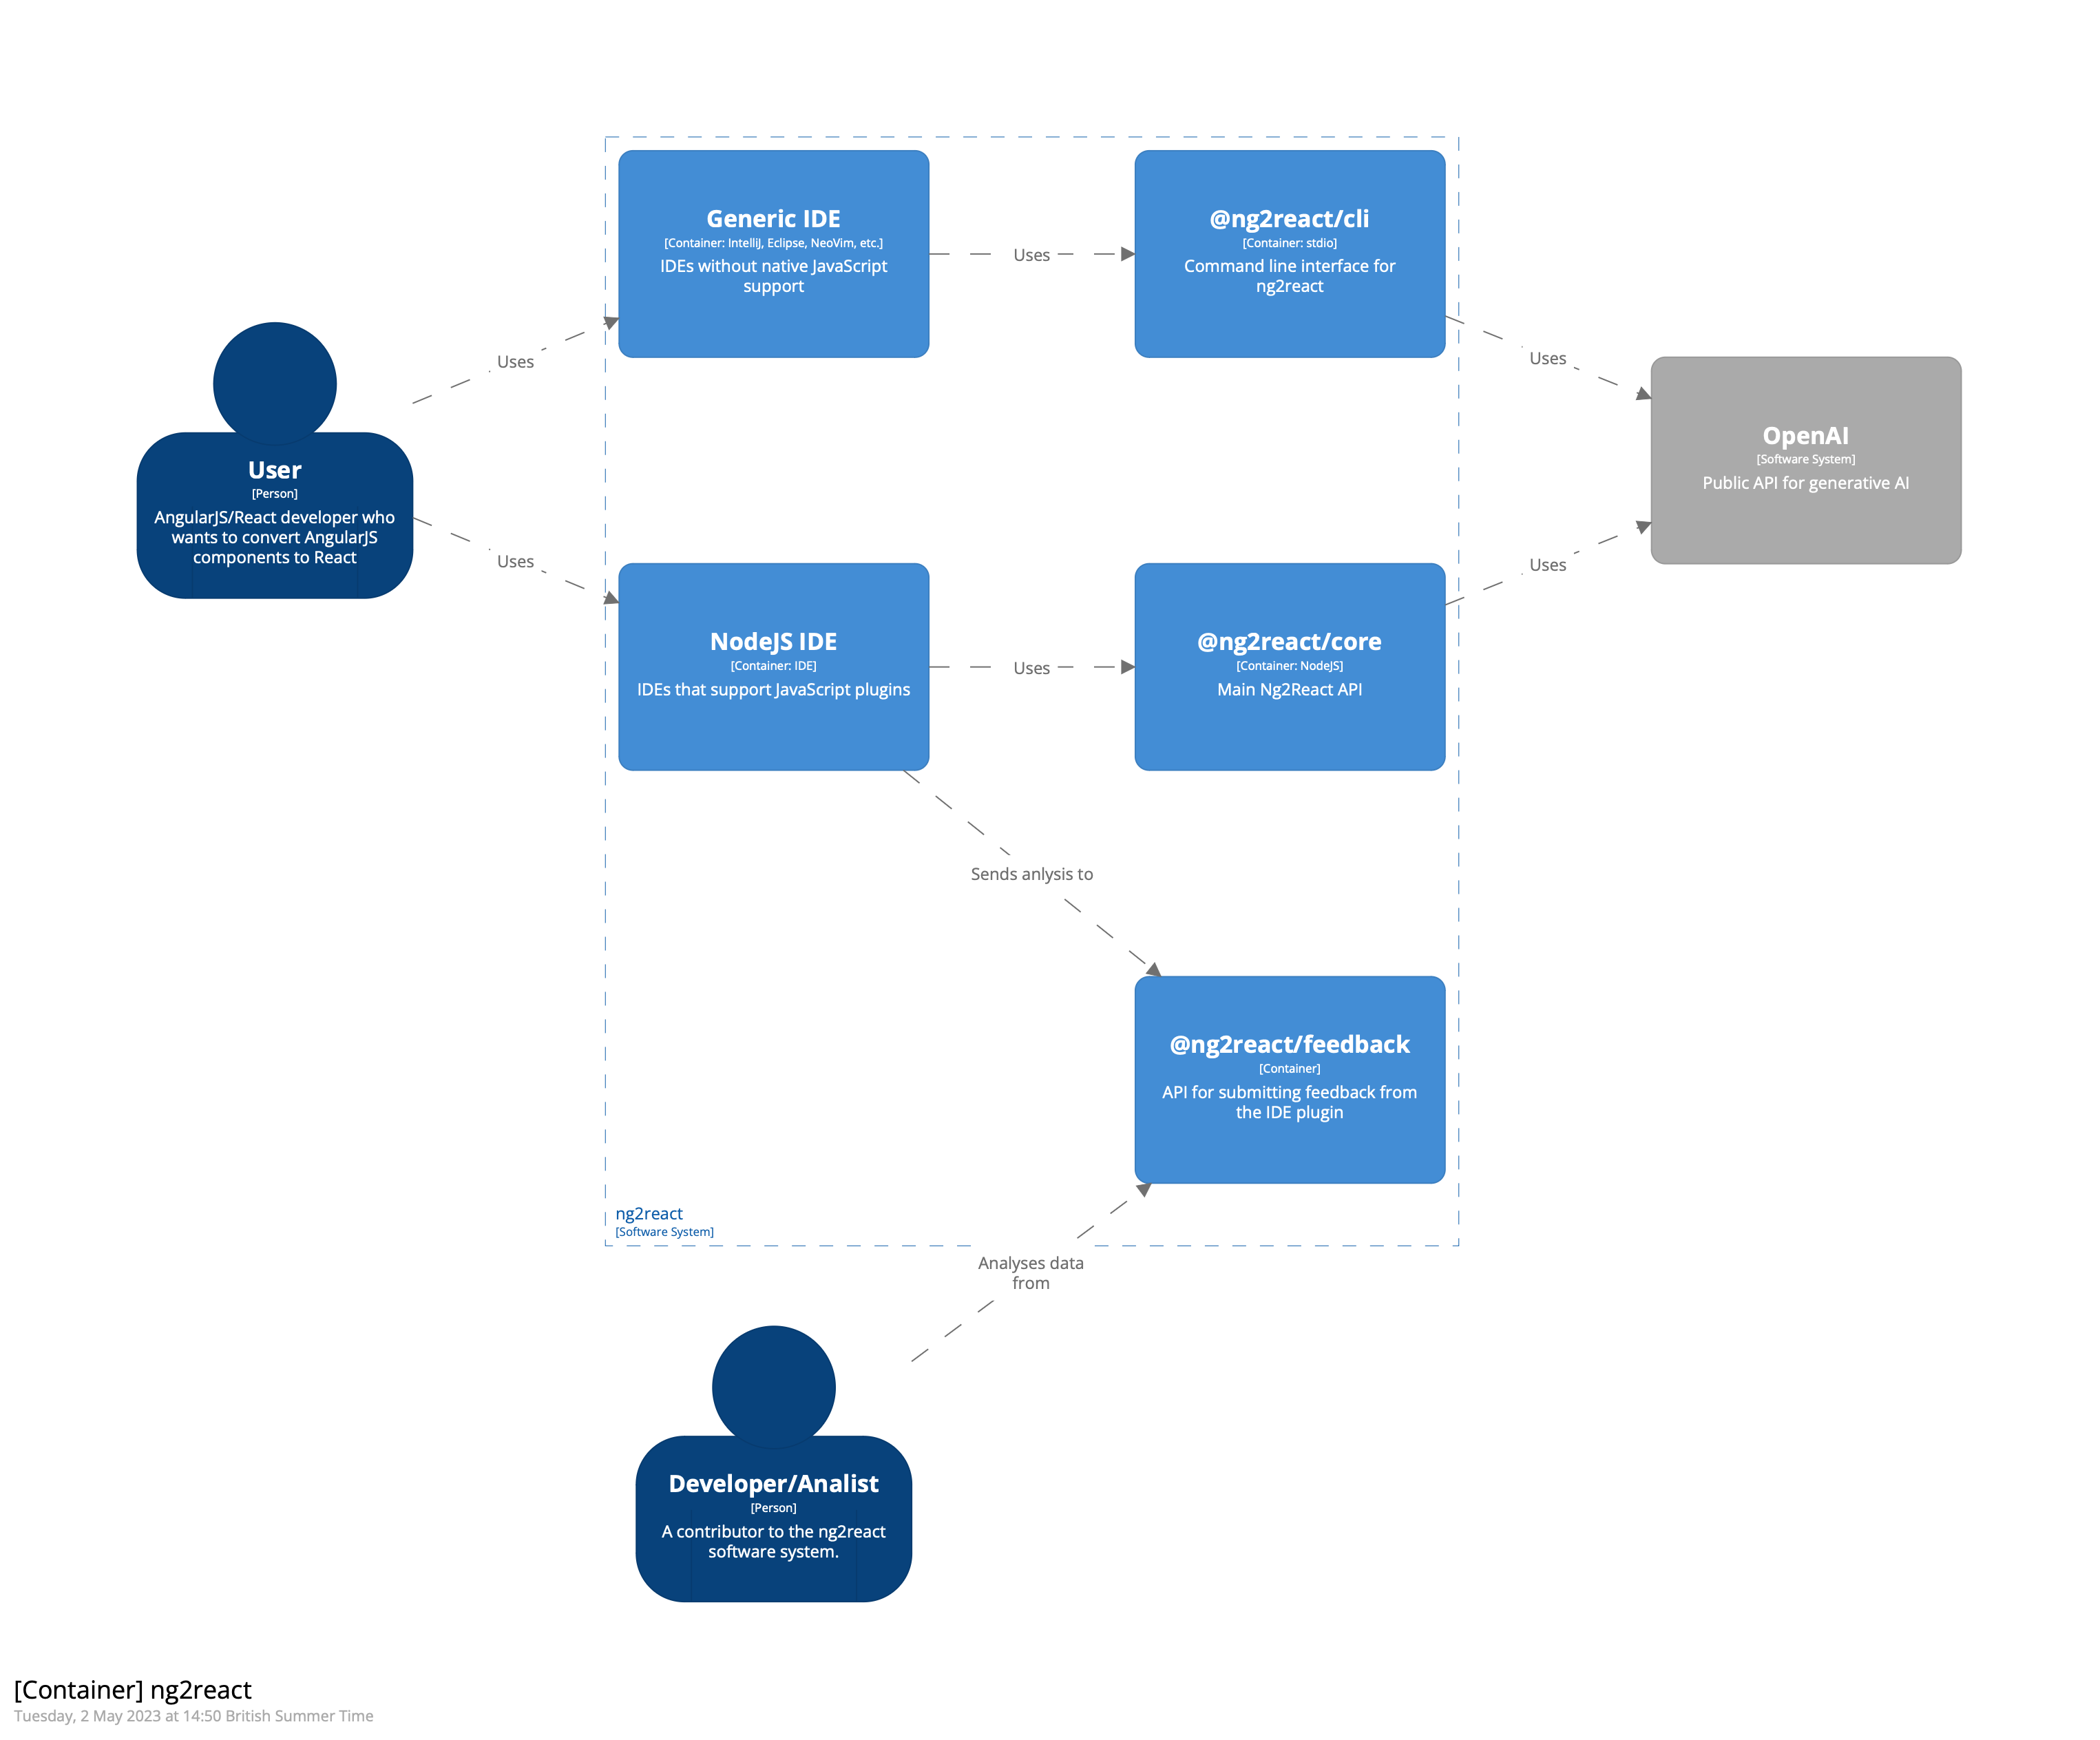 Generic IDE
[Container: IntelliJ, Eclipse, NeoVim, etc.]
IDEs without native JavaScript
support
Uses
@ng2react/cli
[Container: stdio]
Command line interface for
ng2react
Uses
Uses
OpenAI
[Software System]
Public API for generative AI
User
[Person]
AngularJS/React developer who
wants to convert AngularJS
components to React
Uses
Uses
NodeJS IDE
[Container: IDE]
IDEs that support JavaScript plugins
Uses
@ng2react/core
[Container: NodeJS]
Main Ng2React API
Sends anlysis to
@ng2react/feedback
[Container]
API for submitting feedback from
the IDE plugin
ng2react
[Software System]
Analyses data
from
Developer/Analist
[Person]
A contributor to the ng2react
software system.
[Container] ng2react
Tuesday, 2 May 2023 at 14:50 British Summer Time